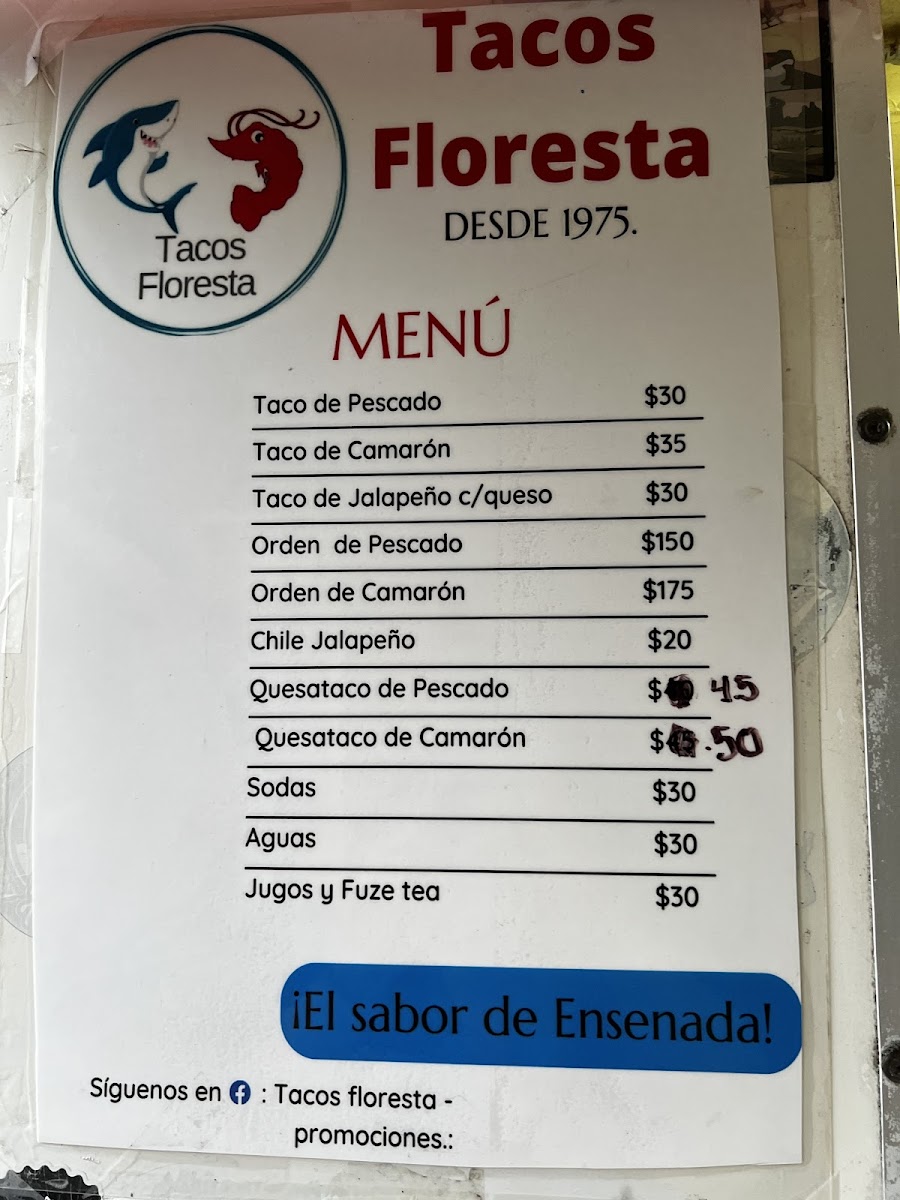 Tacos
Floresta
DESDE 1975.
Tacos
Floresta
MENÚ
Taco de Pescado $30
Taco de Camarón $35
Taco de Jalapeño c/queso $30
Orden de Pescado $150
Orden de Camarón $175
Chile Jalapeño $20
Quesataco de Pescado $ 45
Quesataco de Camarón $ .50
Sodas $30
Aguas $30
Jugos y Fuze tea $30
¡El sabor de Ensenada!
Síguenos en : Tacos floresta -
promociones.: